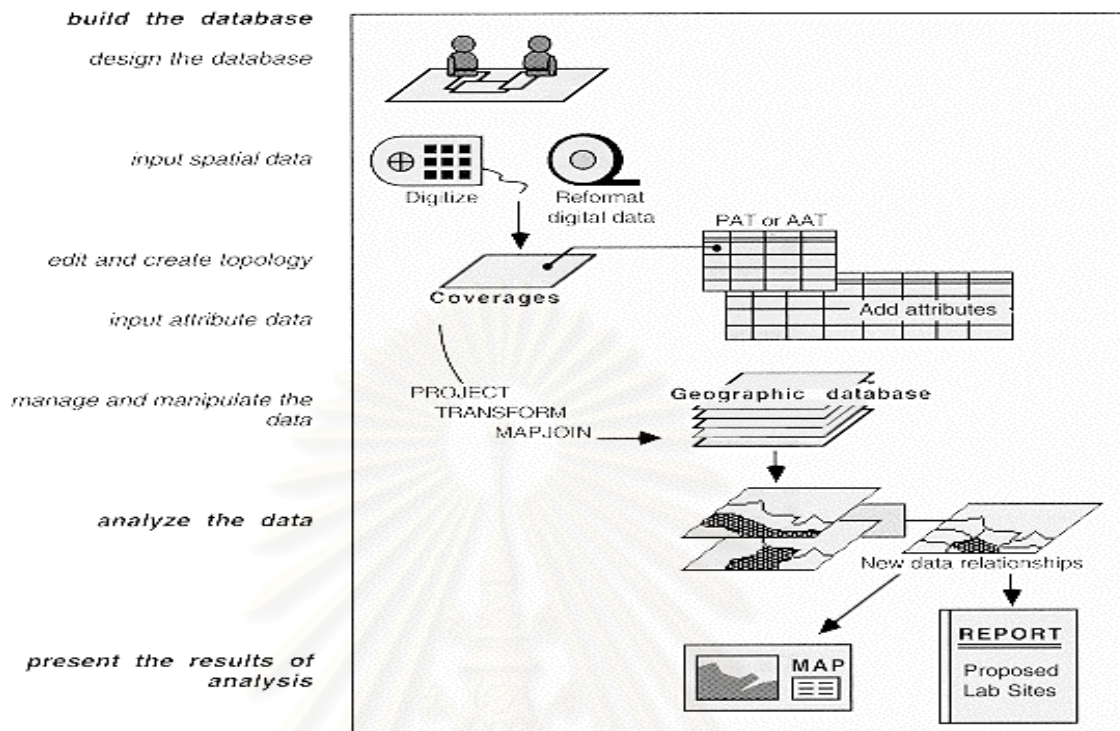 build the database
design the database
input spatial data
Digitize
Reformat
digital data
PAT or AAT
edit and create topology
Coverages
input attribute data
Add attributes
manage and manipulate the
data
PROJECT
TRANSFORM
MAPJOIN
Geographic database
analyze the data
New data relationships
present the results of
analysis
MAP
REPORT
Proposed
Lab Sites